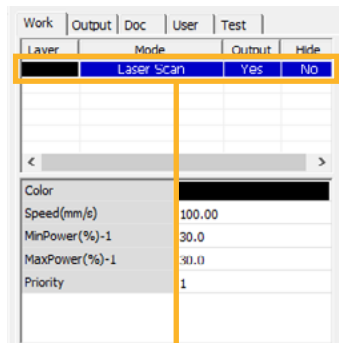 Work Output Doc User Test
Layer Mode Output Hide
Laser Scan Yes No
Color
Speed(mm/s) 100.00
MinPower(%)-1 30.0
MaxPower(%)-1 30.0
Priority 1